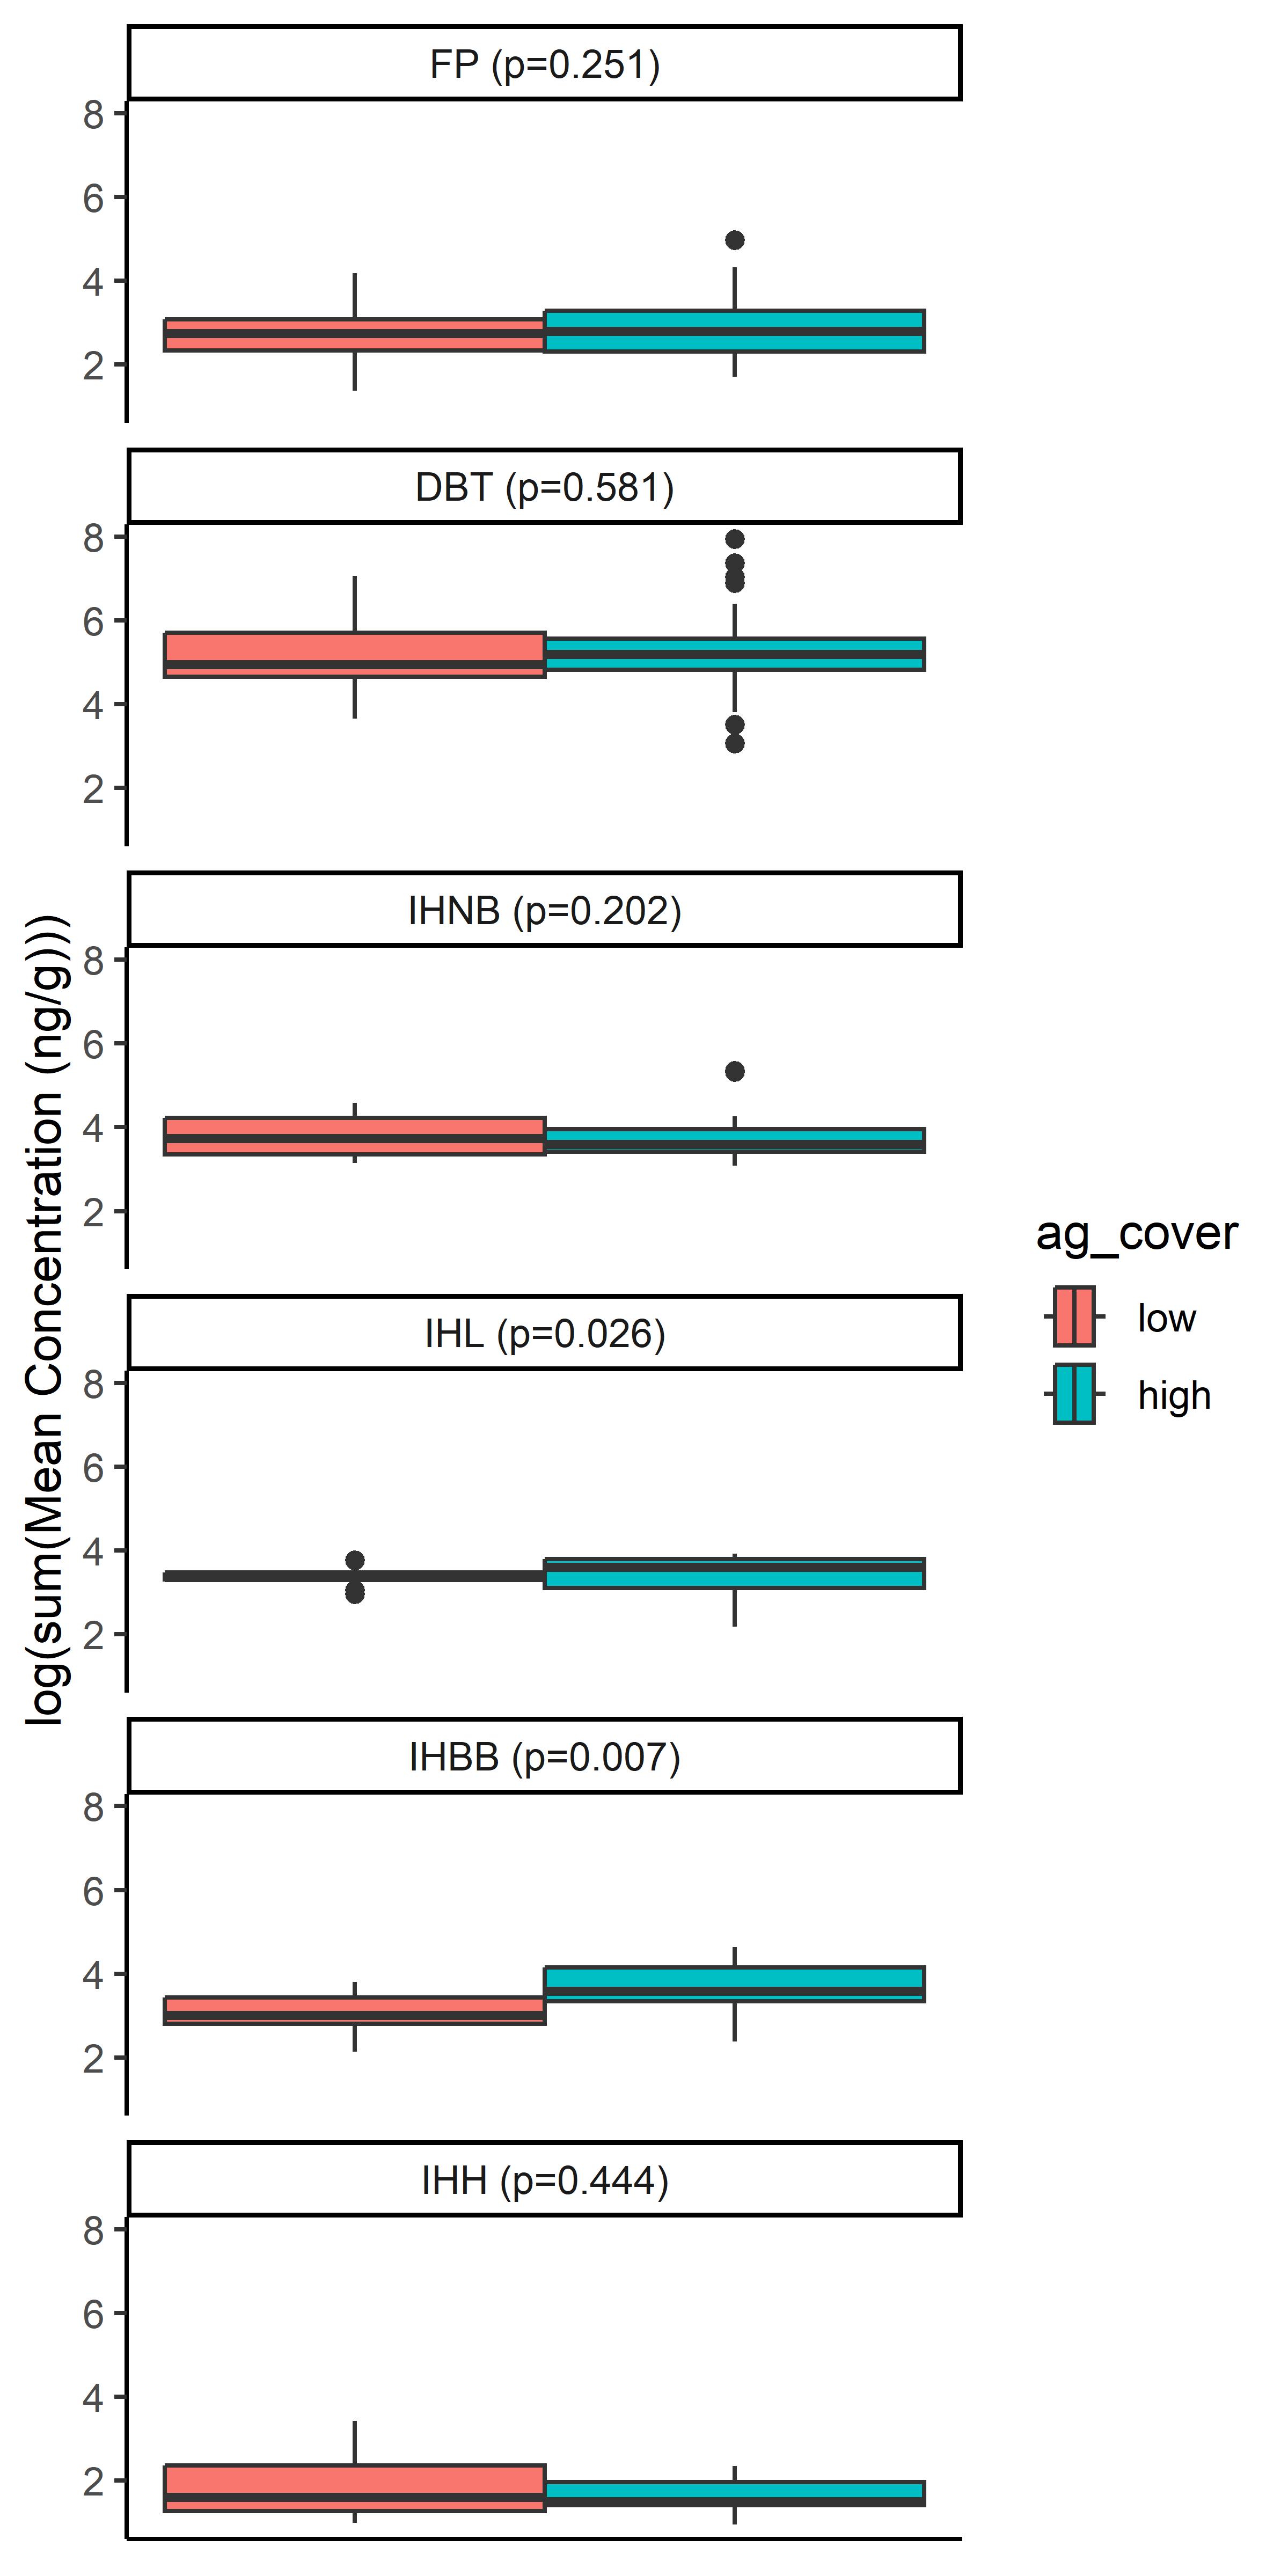 FP (p=0.251)
8
6
4
2
DBT (p=0.581)
8
6
4
2
IHNB (p=0.202)
8
6
4
2
IHL (p=0.026)
8
6
4
2
IHBB (p=0.007)
8
6
4
2
IHH (p=0.444)
8
6
4
2
log(sum(Mean Concentration (ng/g)))
ag_cover
low
high